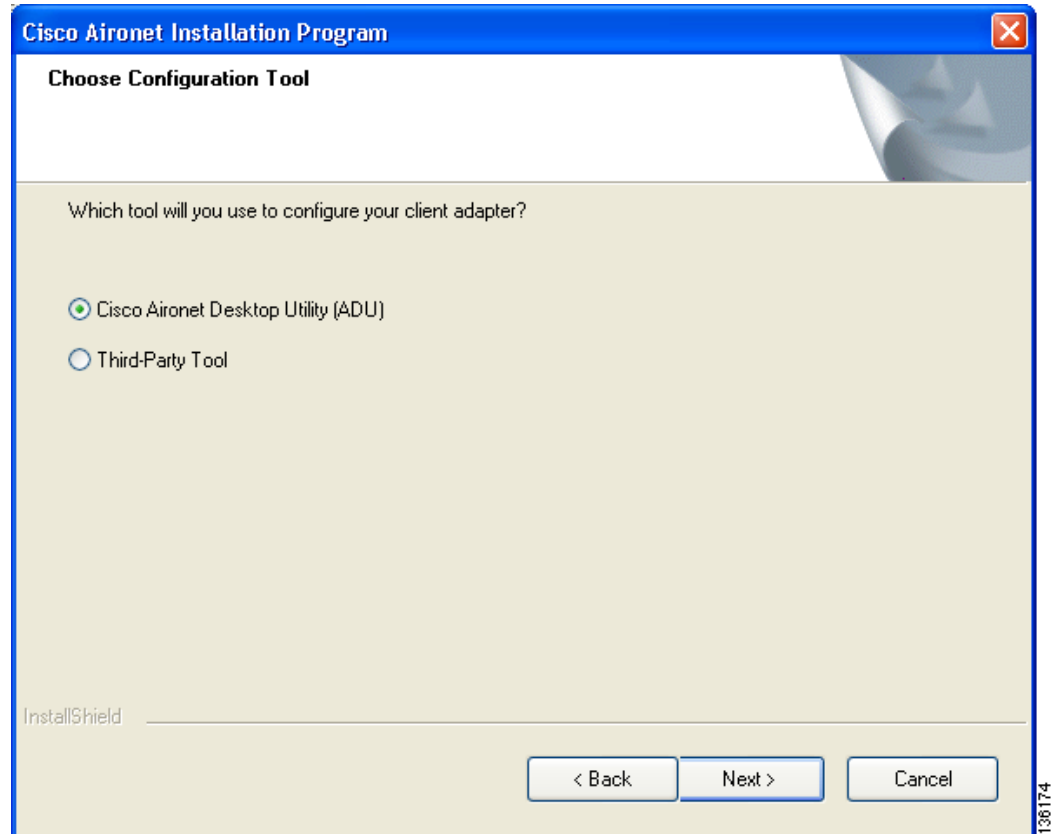 Cisco Aironet Installation Program
Choose Configuration Tool
Which tool will you use to configure your client adapter?
Cisco Aironet Desktop Utility (ADU)
Third-Party Tool
InstallShield
< Back
Next >
Cancel
136174